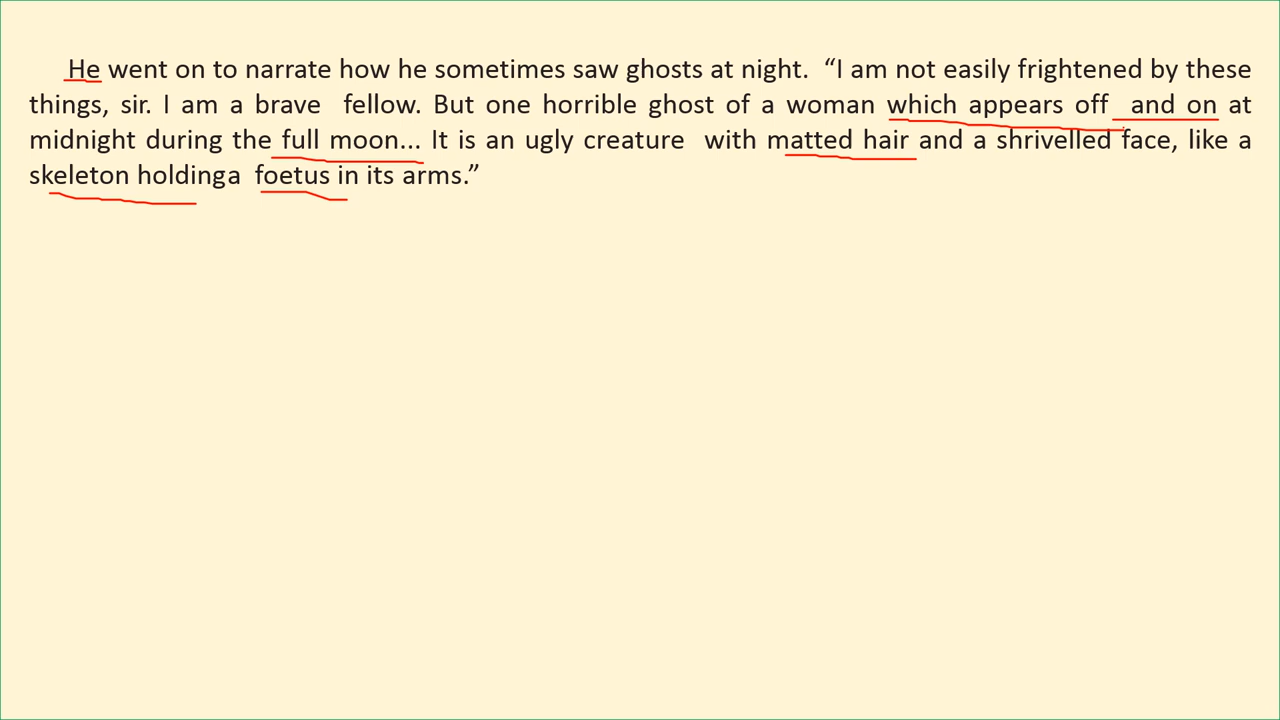 He went on to narrate how he sometimes saw ghosts at night. “I am not easily frightened by these
things, sir. I am a brave fellow. But one horrible ghost of a woman which appears off and on at
midnight during the full moon... It is an ugly creature with matted hair and a shrivelled face, like a
skeleton holdinga foetus in its arms.”